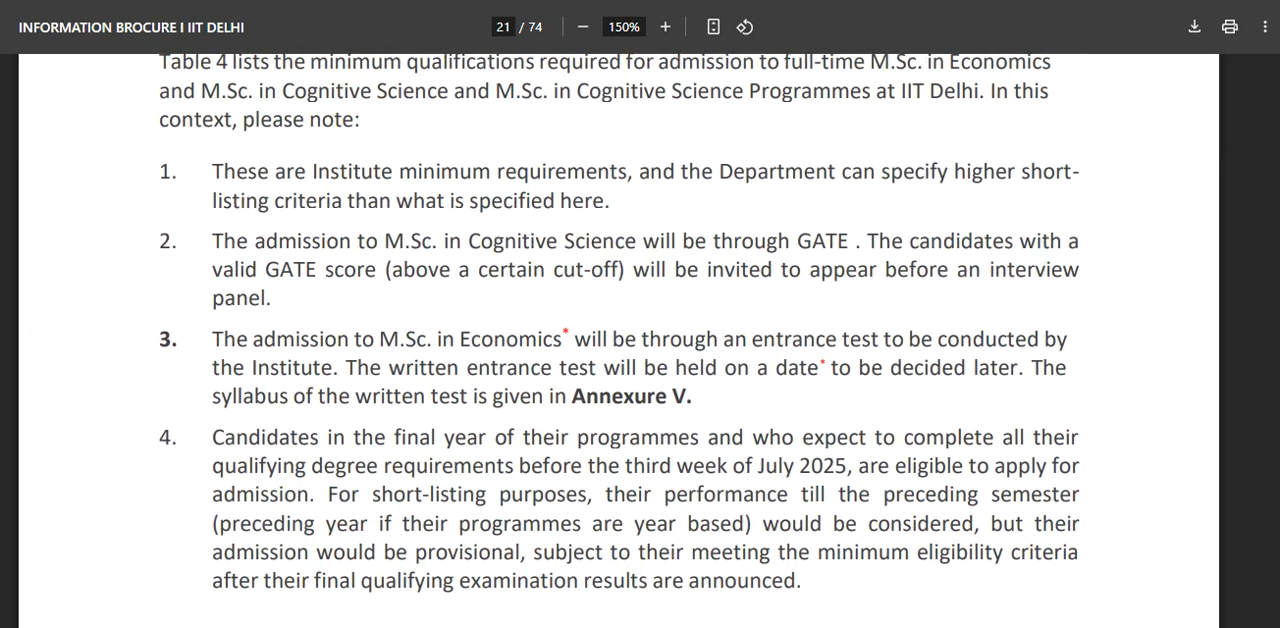 INFORMATION BROCURE I IIT DELHI
21 / 74
150%
Table 4 lists the minimum qualifications required for admission to full-time M.Sc. in Economics
and M.Sc. in Cognitive Science and M.Sc. in Cognitive Science Programmes at IIT Delhi. In this
context, please note:
1. These are Institute minimum requirements, and the Department can specify higher short-
listing criteria than what is specified here.
2. The admission to M.Sc. in Cognitive Science will be through GATE . The candidates with a
valid GATE score (above a certain cut-off) will be invited to appear before an interview
panel.
3. The admission to M.Sc. in Economics* will be through an entrance test to be conducted by
the Institute. The written entrance test will be held on a date* to be decided later. The
syllabus of the written test is given in Annexure V.
4. Candidates in the final year of their programmes and who expect to complete all their
qualifying degree requirements before the third week of July 2025, are eligible to apply for
admission. For short-listing purposes, their performance till the preceding semester
(preceding year if their programmes are year based) would be considered, but their
admission would be provisional, subject to their meeting the minimum eligibility criteria
after their final qualifying examination results are announced.